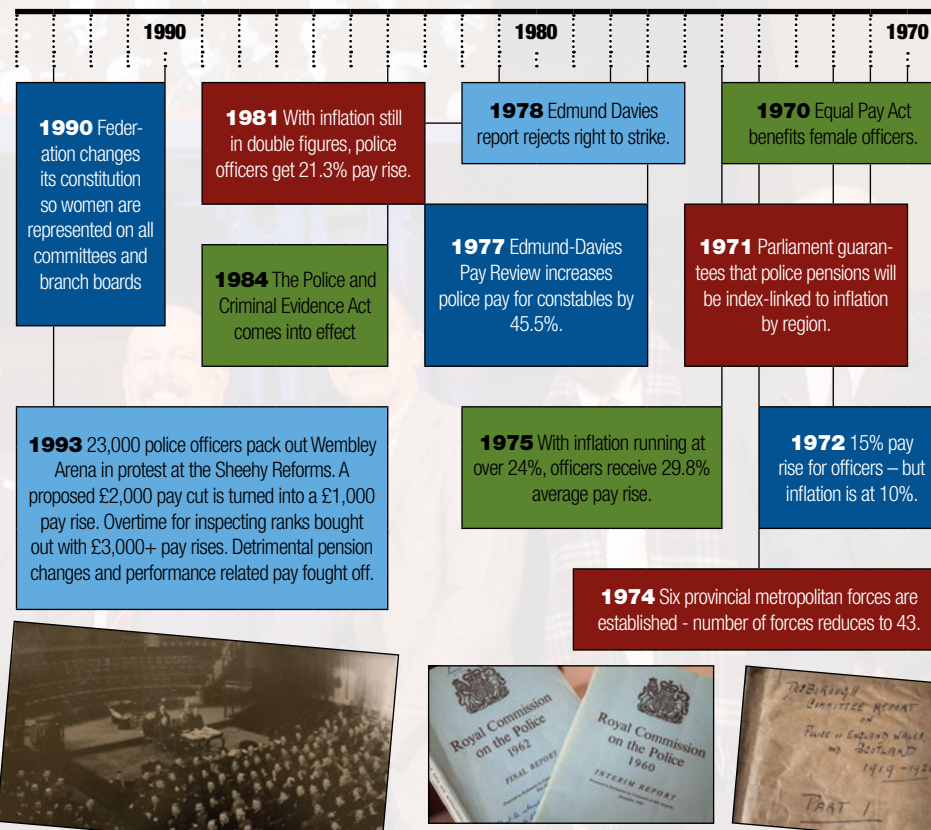 1990
1980
1970
1990 Feder-
ation changes
its constitution
so women are
represented on all
committees and
branch boards
1981 With inflation still
in double figures, police
officers get 21.3% pay rise.
1978 Edmund Davies
report rejects right to strike.
1970 Equal Pay Act
benefits female officers.
1984 The Police and
Criminal Evidence Act
comes into effect
1977 Edmund-Davies
Pay Review increases
police pay for constables by
45.5%.
1971 Parliament guaran-
tees that police pensions will
be index-linked to inflation
by region.
1993 23,000 police officers pack out Wembley
Arena in protest at the Sheehy Reforms. A
proposed £2,000 pay cut is turned into a £1,000
pay rise. Overtime for inspecting ranks bought
out with £3,000+ pay rises. Detrimental pension
changes and performance related pay fought off.
1975 With inflation running at
over 24%, officers receive 29.8%
average pay rise.
1972 15% pay
rise for officers – but
inflation is at 10%.
1974 Six provincial metropolitan forces are
established - number of forces reduces to 43.
Royal Commission
on the Police
1962
FINAL REPORT
Royal Commission
on the Police
1960
INTERIM REPORT
COMMITTEE REPORT
ON
POLICE IN ENGLAND WALES,
AND SCOTLAND
1919-192
PART 1